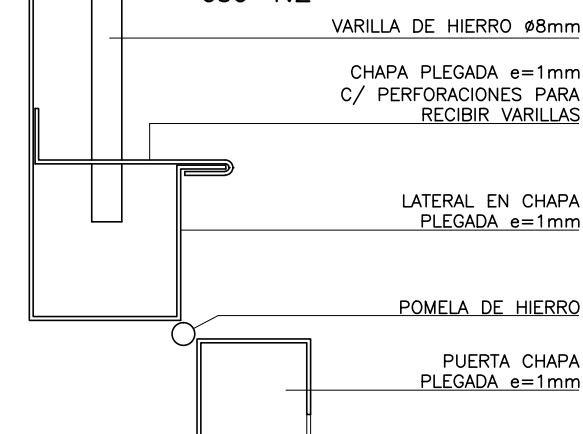 VARILLA DE HIERRO ø8mm
CHAPA PLEGADA e=1mm
C/ PERFORACIONES PARA
RECIBIR VARILLAS
LATERAL EN CHAPA
PLEGADA e=1mm
POMELA DE HIERRO
PUERTA CHAPA
PLEGADA e=1mm